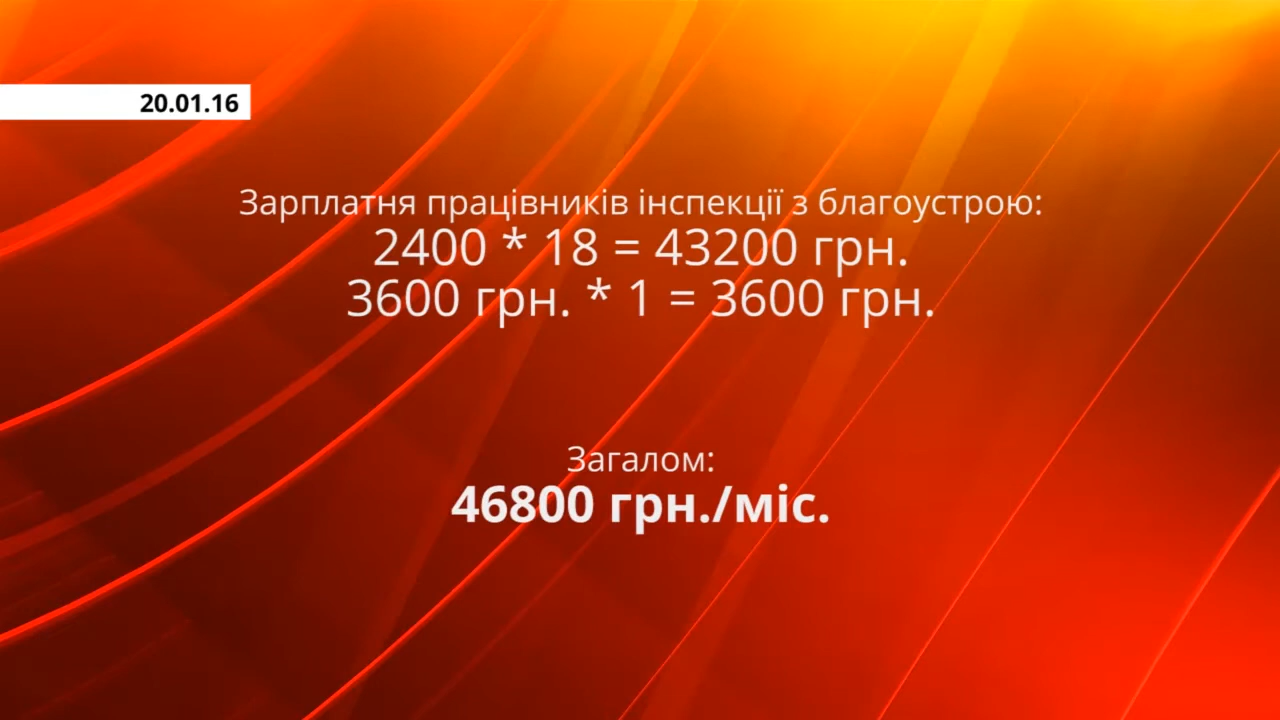 20.01.16
Зарплатня працівників інспекції з благоустрою:
2400 * 18 = 43200 грн.
3600 грн. * 1 = 3600 грн.
Загалом:
46800 грн./міс.